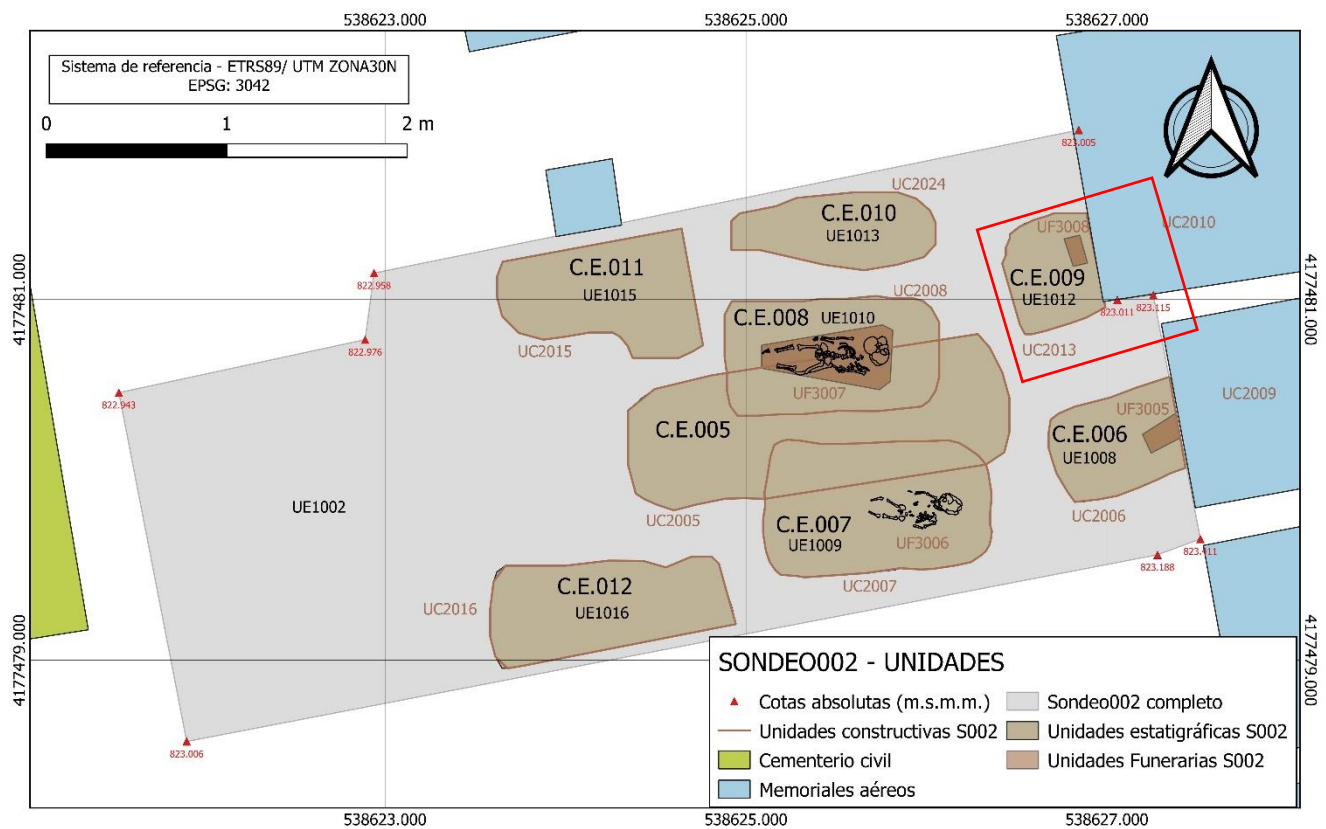 538623.000 538625.000 538627.000
Sistema de referencia - ETRS89/ UTM ZONA30N
EPSG: 3042
0 1 2 m
823.005
UC2024
C.E.010
UE1013
UF3008
UC2010
C.E.011
UE1015
C.E.009
UE1012
4177481.000
4177481.000
822.958
UC2008
823.011
823.115
C.E.008
UE1010
822.976
UC2015
UC2013
UC2009
822.943
UF3007
UF3005
C.E.005
C.E.006
UE1008
UE1002
UC2005
C.E.007
UE1009
UF3006
UC2006
823.011
823.188
UC2007
C.E.012
UE1016
UC2016
4177479.000
4177479.000
823.006
SONDEO002 - UNIDADES
Cotas absolutas (m.s.m.m.)
Sondeo002 completo
Unidades constructivas S002
Unidades estatigráficas S002
Cementerio civil
Unidades Funerarias S002
Memoriales aéreos
538623.000 538625.000 538627.000